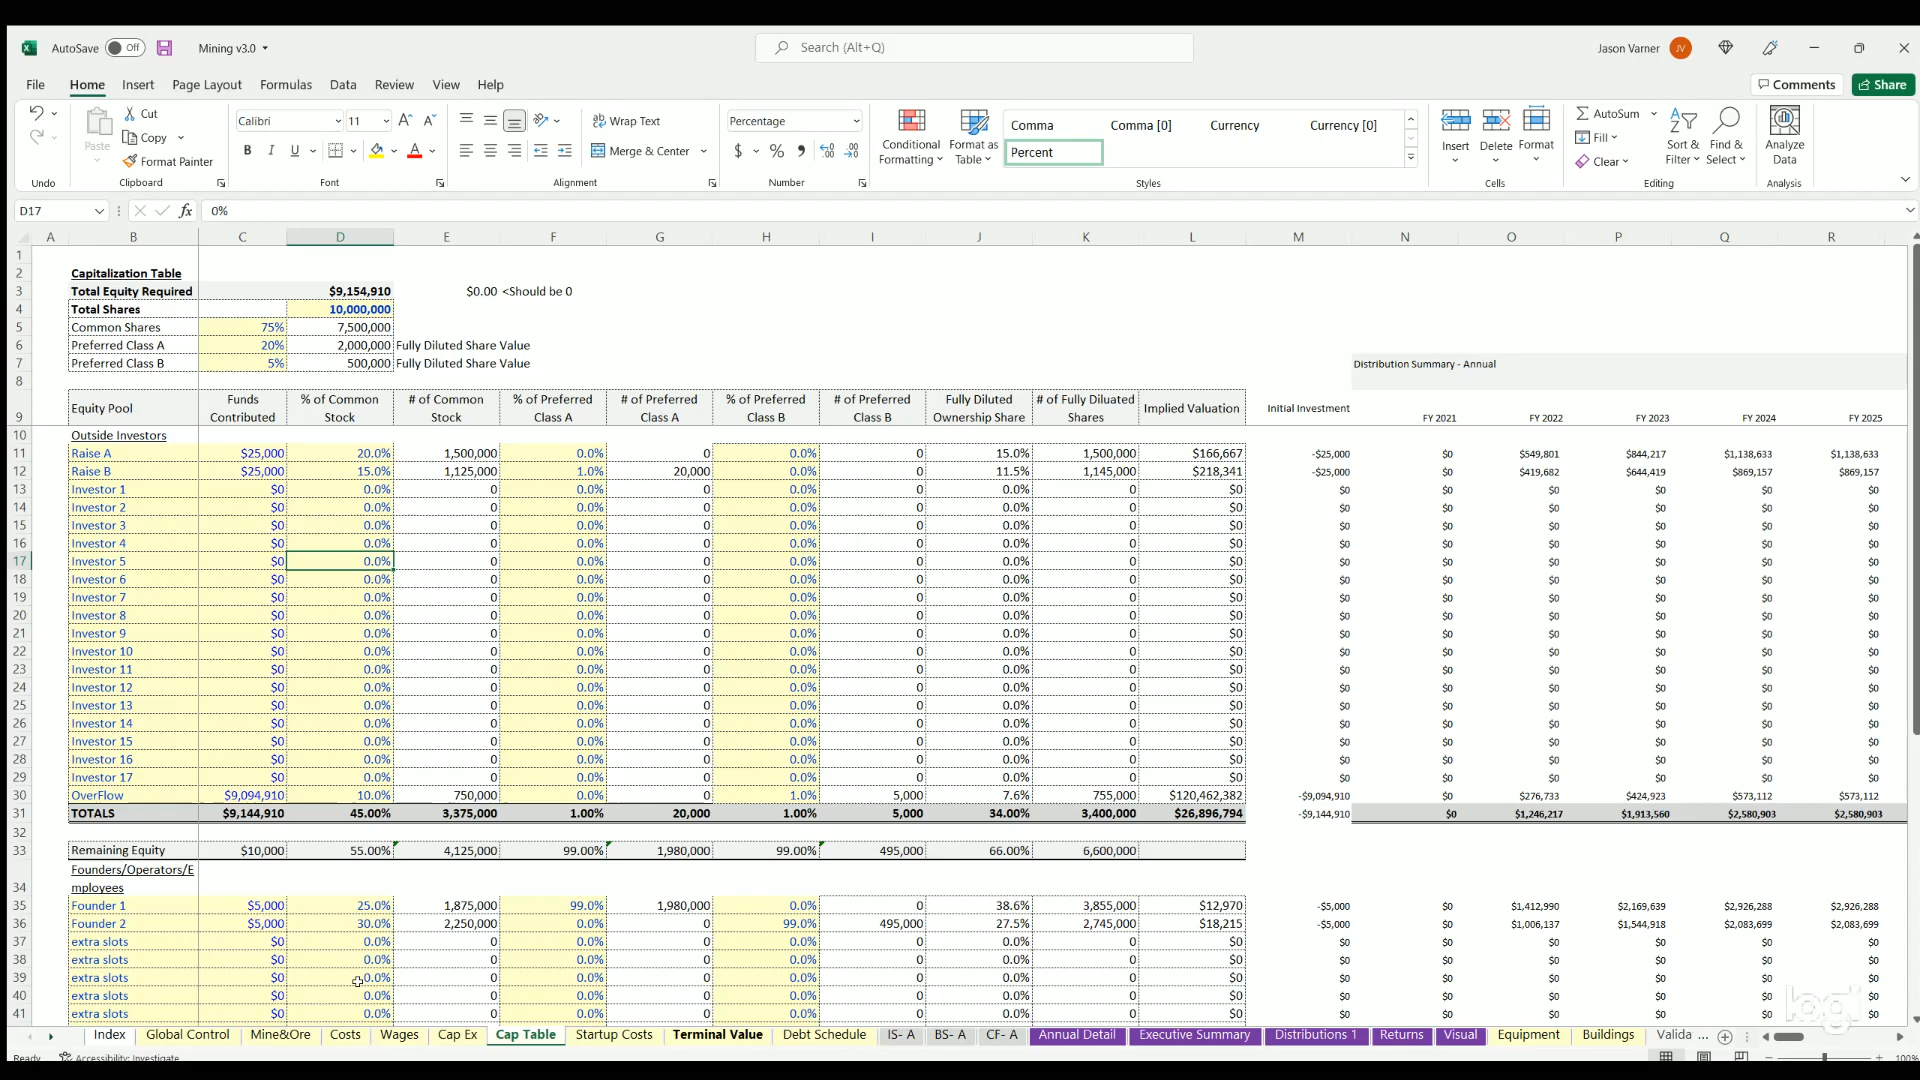 AutoSave Off Mining v3.0 Search (Alt+Q) Jason Varner JV
File Home Insert Page Layout Formulas Data Review View Help Comments Share
Cut Calibri 11 Wrap Text Percentage Comma Comma [0] Currency Currency [0] AutoSum
Paste Copy Conditional Format as Insert Delete Format Fill Sort & Find & Analyze
Format Painter B I U A Merge & Center $ % Formatting Table Percent Clear Filter Select Data
Undo Clipboard Font Alignment Number Styles Cells Editing Analysis
D17 fx 0%
A B C D E F G H I J K L M N O P Q R
1
2 Capitalization Table
3 Total Equity Required $9,154,910 $0.00 <Should be 0
4 Total Shares 10,000,000
5 Common Shares 75% 7,500,000
6 Preferred Class A 20% 2,000,000 Fully Diluted Share Value
7 Preferred Class B 5% 500,000 Fully Diluted Share Value
Distribution Summary - Annual
8
Funds % of Common # of Common % of Preferred # of Preferred % of Preferred # of Preferred Fully Diluted # of Fully Diluated
Equity Pool Implied Valuation Initial Investment
9 Contributed Stock Stock Class A Class A Class B Class B Ownership Share Shares FY 2021 FY 2022 FY 2023 FY 2024 FY 2025
10 Outside Investors
11 Raise A $25,000 20.0% 1,500,000 0.0% 0 0.0% 0 15.0% 1,500,000 $166,667 -$25,000 $0 $549,801 $844,217 $1,138,633 $1,138,633
12 Raise B $25,000 15.0% 1,125,000 1.0% 20,000 0.0% 0 11.5% 1,145,000 $218,341 -$25,000 $0 $419,682 $644,419 $869,157 $869,157
13 Investor 1 $0 0.0% 0 0.0% 0 0.0% 0 0.0% 0 $0 $0 $0 $0 $0 $0 $0
14 Investor 2 $0 0.0% 0 0.0% 0 0.0% 0 0.0% 0 $0 $0 $0 $0 $0 $0 $0
15 Investor 3 $0 0.0% 0 0.0% 0 0.0% 0 0.0% 0 $0 $0 $0 $0 $0 $0 $0
16 Investor 4 $0 0.0% 0 0.0% 0 0.0% 0 0.0% 0 $0 $0 $0 $0 $0 $0 $0
17 Investor 5 $0 0.0% 0 0.0% 0 0.0% 0 0.0% 0 $0 $0 $0 $0 $0 $0 $0
18 Investor 6 $0 0.0% 0 0.0% 0 0.0% 0 0.0% 0 $0 $0 $0 $0 $0 $0 $0
19 Investor 7 $0 0.0% 0 0.0% 0 0.0% 0 0.0% 0 $0 $0 $0 $0 $0 $0 $0
20 Investor 8 $0 0.0% 0 0.0% 0 0.0% 0 0.0% 0 $0 $0 $0 $0 $0 $0 $0
21 Investor 9 $0 0.0% 0 0.0% 0 0.0% 0 0.0% 0 $0 $0 $0 $0 $0 $0 $0
22 Investor 10 $0 0.0% 0 0.0% 0 0.0% 0 0.0% 0 $0 $0 $0 $0 $0 $0 $0
23 Investor 11 $0 0.0% 0 0.0% 0 0.0% 0 0.0% 0 $0 $0 $0 $0 $0 $0 $0
24 Investor 12 $0 0.0% 0 0.0% 0 0.0% 0 0.0% 0 $0 $0 $0 $0 $0 $0 $0
25 Investor 13 $0 0.0% 0 0.0% 0 0.0% 0 0.0% 0 $0 $0 $0 $0 $0 $0 $0
26 Investor 14 $0 0.0% 0 0.0% 0 0.0% 0 0.0% 0 $0 $0 $0 $0 $0 $0 $0
27 Investor 15 $0 0.0% 0 0.0% 0 0.0% 0 0.0% 0 $0 $0 $0 $0 $0 $0 $0
28 Investor 16 $0 0.0% 0 0.0% 0 0.0% 0 0.0% 0 $0 $0 $0 $0 $0 $0 $0
29 Investor 17 $0 0.0% 0 0.0% 0 0.0% 0 0.0% 0 $0 $0 $0 $0 $0 $0 $0
30 OverFlow $9,094,910 10.0% 750,000 0.0% 0 1.0% 5,000 7.6% 755,000 $120,462,382 -$9,094,910 $0 $276,733 $424,923 $573,112 $573,112
31 TOTALS $9,144,910 45.00% 3,375,000 1.00% 20,000 1.00% 5,000 34.00% 3,400,000 $26,896,794 -$9,144,910 $0 $1,246,217 $1,913,560 $2,580,903 $2,580,903
32
33 Remaining Equity $10,000 55.00% 4,125,000 99.00% 1,980,000 99.00% 495,000 66.00% 6,600,000
Founders/Operators/E
34 mployees
35 Founder 1 $5,000 25.0% 1,875,000 99.0% 1,980,000 0.0% 0 38.6% 3,855,000 $12,970 -$5,000 $0 $1,412,990 $2,169,639 $2,926,288 $2,926,288
36 Founder 2 $5,000 30.0% 2,250,000 0.0% 0 99.0% 495,000 27.5% 2,745,000 $18,215 -$5,000 $0 $1,006,137 $1,544,918 $2,083,699 $2,083,699
37 extra slots $0 0.0% 0 0.0% 0 0.0% 0 0.0% 0 $0 $0 $0 $0 $0 $0 $0
38 extra slots $0 0.0% 0 0.0% 0 0.0% 0 0.0% 0 $0 $0 $0 $0 $0 $0 $0
39 extra slots $0 0.0% 0 0.0% 0 0.0% 0 0.0% 0 $0 $0 $0 $0 $0 $0 $0
40 extra slots $0 0.0% 0 0.0% 0 0.0% 0 0.0% 0 $0 $0 $0 $0 $0 $0 $0
41 extra slots $0 0.0% 0 0.0% 0 0.0% 0 0.0% 0 $0 $0 $0 $0 $0 $0 $0
logi
Index Global Control Mine&Ore Costs Wages Cap Ex Cap Table Startup Costs Terminal Value Debt Schedule IS- A BS- A CF- A Annual Detail Executive Summary Distributions 1 Returns Visual Equipment Buildings Valida ...
Ready Accessibility: Investigate 100%